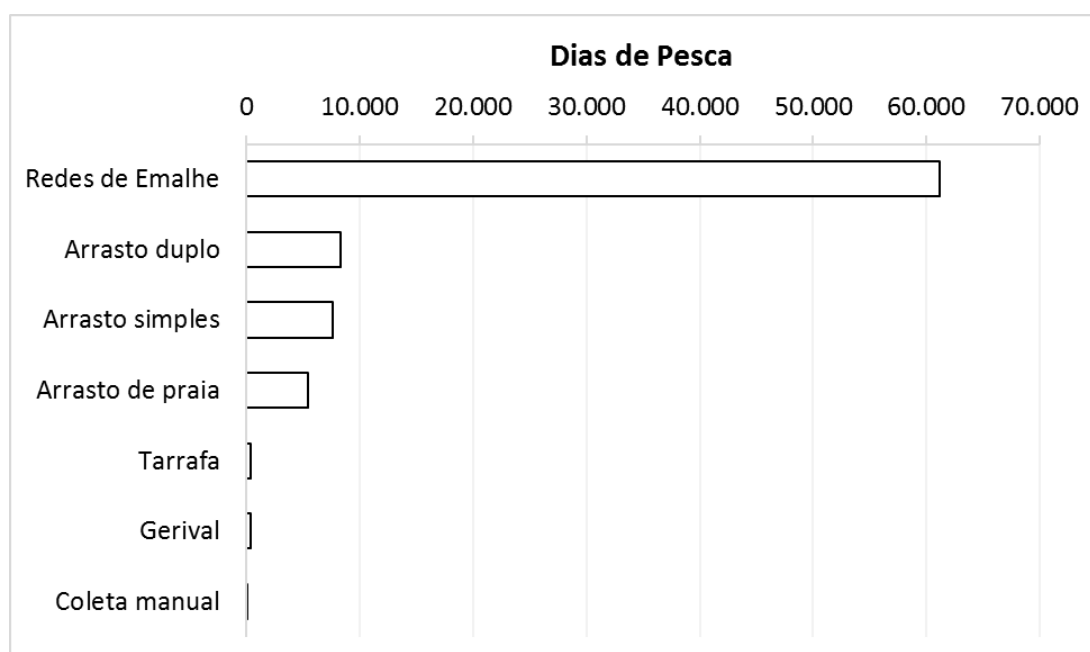 Dias de Pesca
0 10.000 20.000 30.000 40.000 50.000 60.000 70.000
Redes de Emalhe
Arrasto duplo
Arrasto simples
Arrasto de praia
Tarrafa
Gerival
Coleta manual